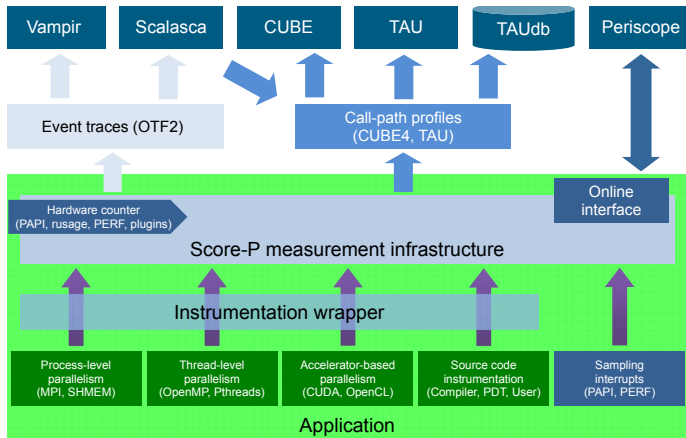 Vampir
Scalasca
CUBE
TAU
TAUdb
Periscope
Event traces (OTF2)
Call-path profiles
(CUBE4, TAU)
Online
interface
Hardware counter
(PAPI, rusage, PERF, plugins)
Score-P measurement infrastructure
Instrumentation wrapper
Process-level
parallelism
(MPI, SHMEM)
Thread-level
parallelism
(OpenMP, Pthreads)
Accelerator-based
parallelism
(CUDA, OpenCL)
Source code
instrumentation
(Compiler, PDT, User)
Sampling
interrupts
(PAPI, PERF)
Application